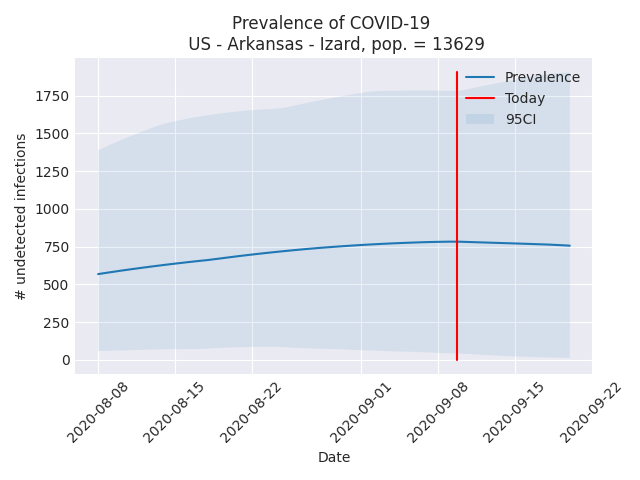 Prevalence of COVID-19
US - Arkansas - Izard, pop. = 13629
Prevalence
Today
95CI
# undetected infections
1750
1500
1250
1000
750
500
250
0
2020-08-08
2020-08-15
2020-08-22
2020-09-01
2020-09-08
2020-09-15
2020-09-22
Date